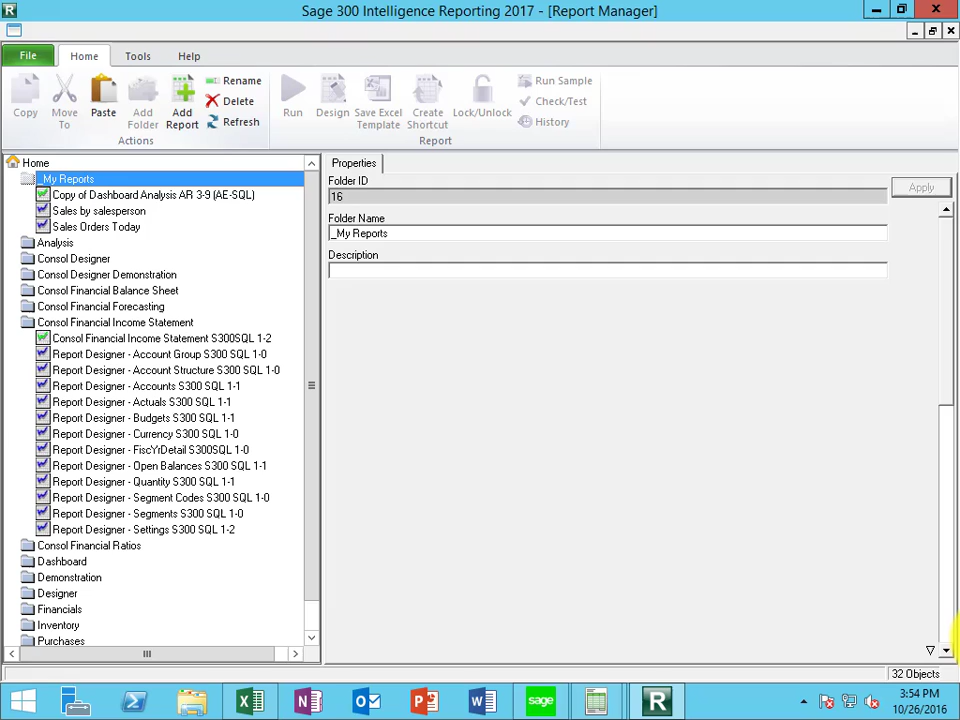 Sage 300 Intelligence Reporting 2017 - [Report Manager]
File Home Tools Help
Copy
Move To
Paste
Add Folder
Add Report
Rename
Delete
Refresh
Actions
Run
Design
Save Excel Template
Create Shortcut
Lock/Unlock
Run Sample
Check/Test
History
Report
Home
_My Reports
Copy of Dashboard Analysis AR 3-9 (AE-SQL)
Sales by salesperson
Sales Orders Today
Analysis
Consol Designer
Consol Designer Demonstration
Consol Financial Balance Sheet
Consol Financial Forecasting
Consol Financial Income Statement
Consol Financial Income Statement S300SQL 1-2
Report Designer - Account Group S300 SQL 1-0
Report Designer - Account Structure S300 SQL 1-0
Report Designer - Accounts S300 SQL 1-1
Report Designer - Actuals S300 SQL 1-1
Report Designer - Budgets S300 SQL 1-1
Report Designer - Currency S300 SQL 1-0
Report Designer - FiscYrDetail S300SQL 1-0
Report Designer - Open Balances S300 SQL 1-1
Report Designer - Quantity S300 SQL 1-1
Report Designer - Segment Codes S300 SQL 1-0
Report Designer - Segments S300 SQL 1-0
Report Designer - Settings S300 SQL 1-2
Consol Financial Ratios
Dashboard
Demonstration
Designer
Financials
Inventory
Purchases
Properties
Folder ID
16
Apply
Folder Name
_My Reports
Description
32 Objects
sage
3:54 PM
10/26/2016